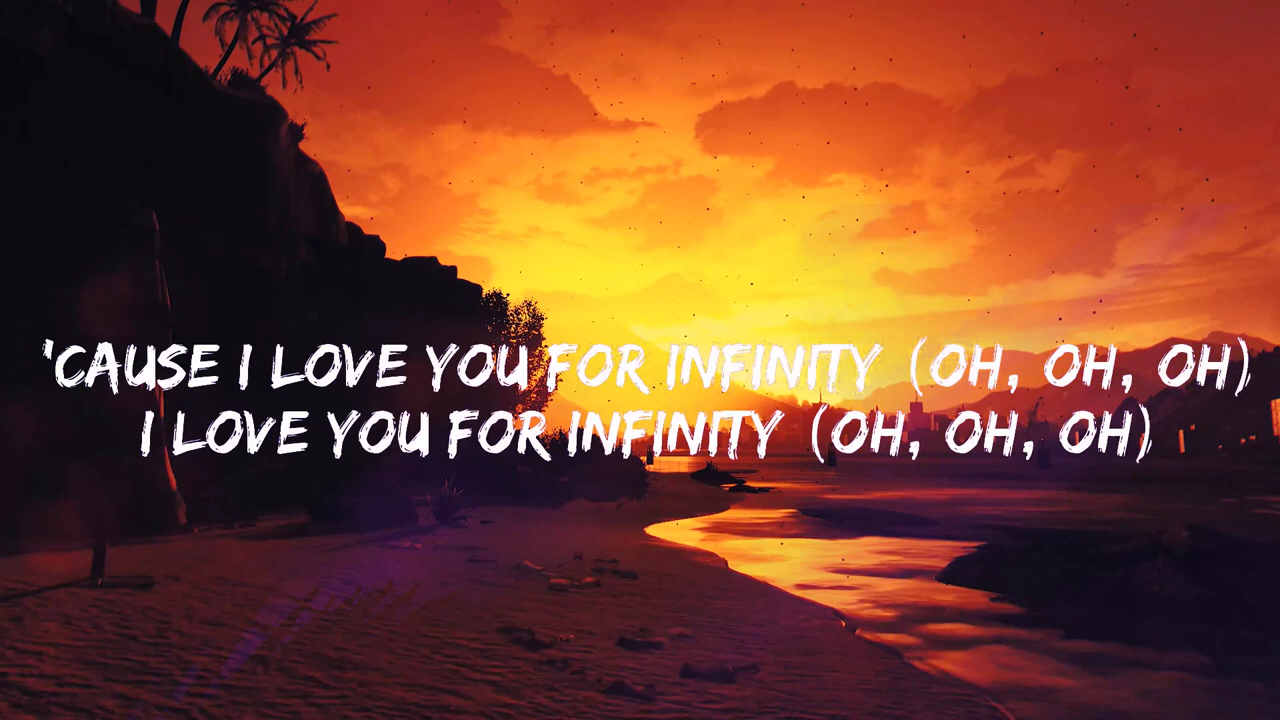 'CAUSE I LOVE YOU FOR INFINITY (OH, OH, OH)
I LOVE YOU FOR INFINITY (OH, OH, OH)